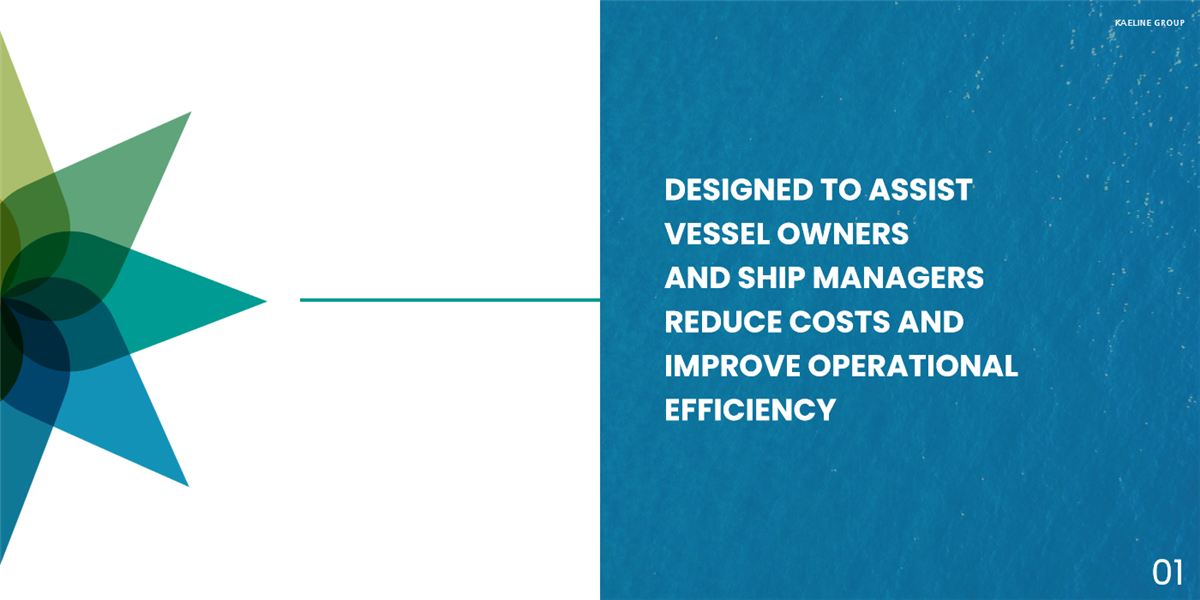 KAELINE GROUP
DESIGNED TO ASSIST
VESSEL OWNERS
AND SHIP MANAGERS
REDUCE COSTS AND
IMPROVE OPERATIONAL
EFFICIENCY
01